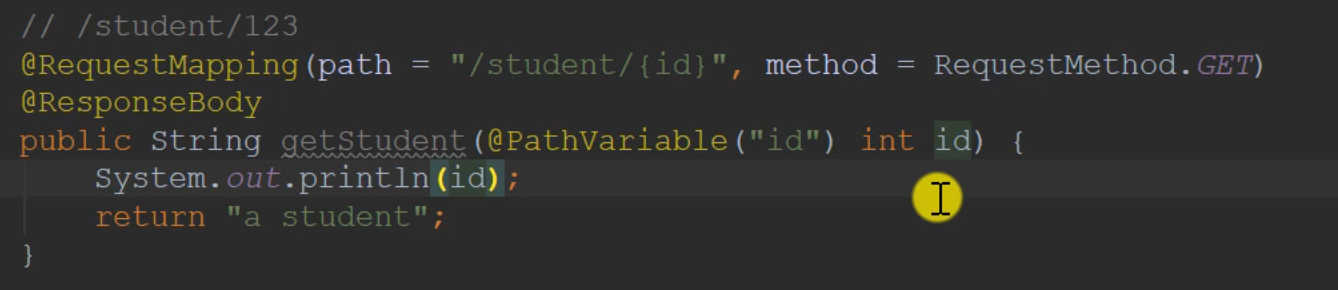 // /student/123
@RequestMapping(path = "/student/{id}", method = RequestMethod.GET)
@ResponseBody
public String getStudent(@PathVariable("id") int id) {
    System.out.println(id);
    return "a student";
}